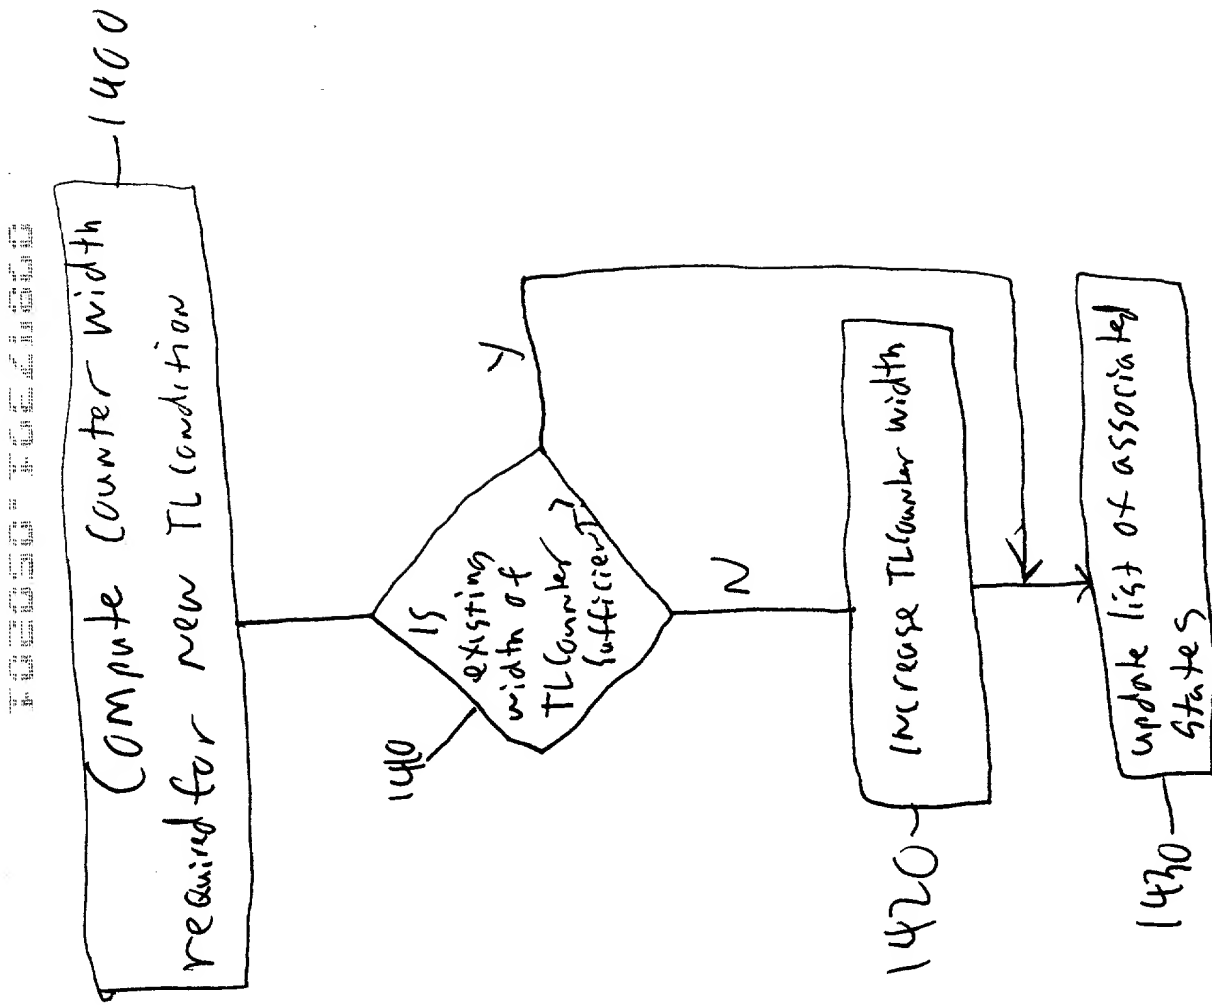 Compute Counter width
required for new TL Condition
1400
Is
existing
width of
TLCounter
sufficient?
1410
Y
N
Increase TLCounter width
1420
update list of associated
states
1430